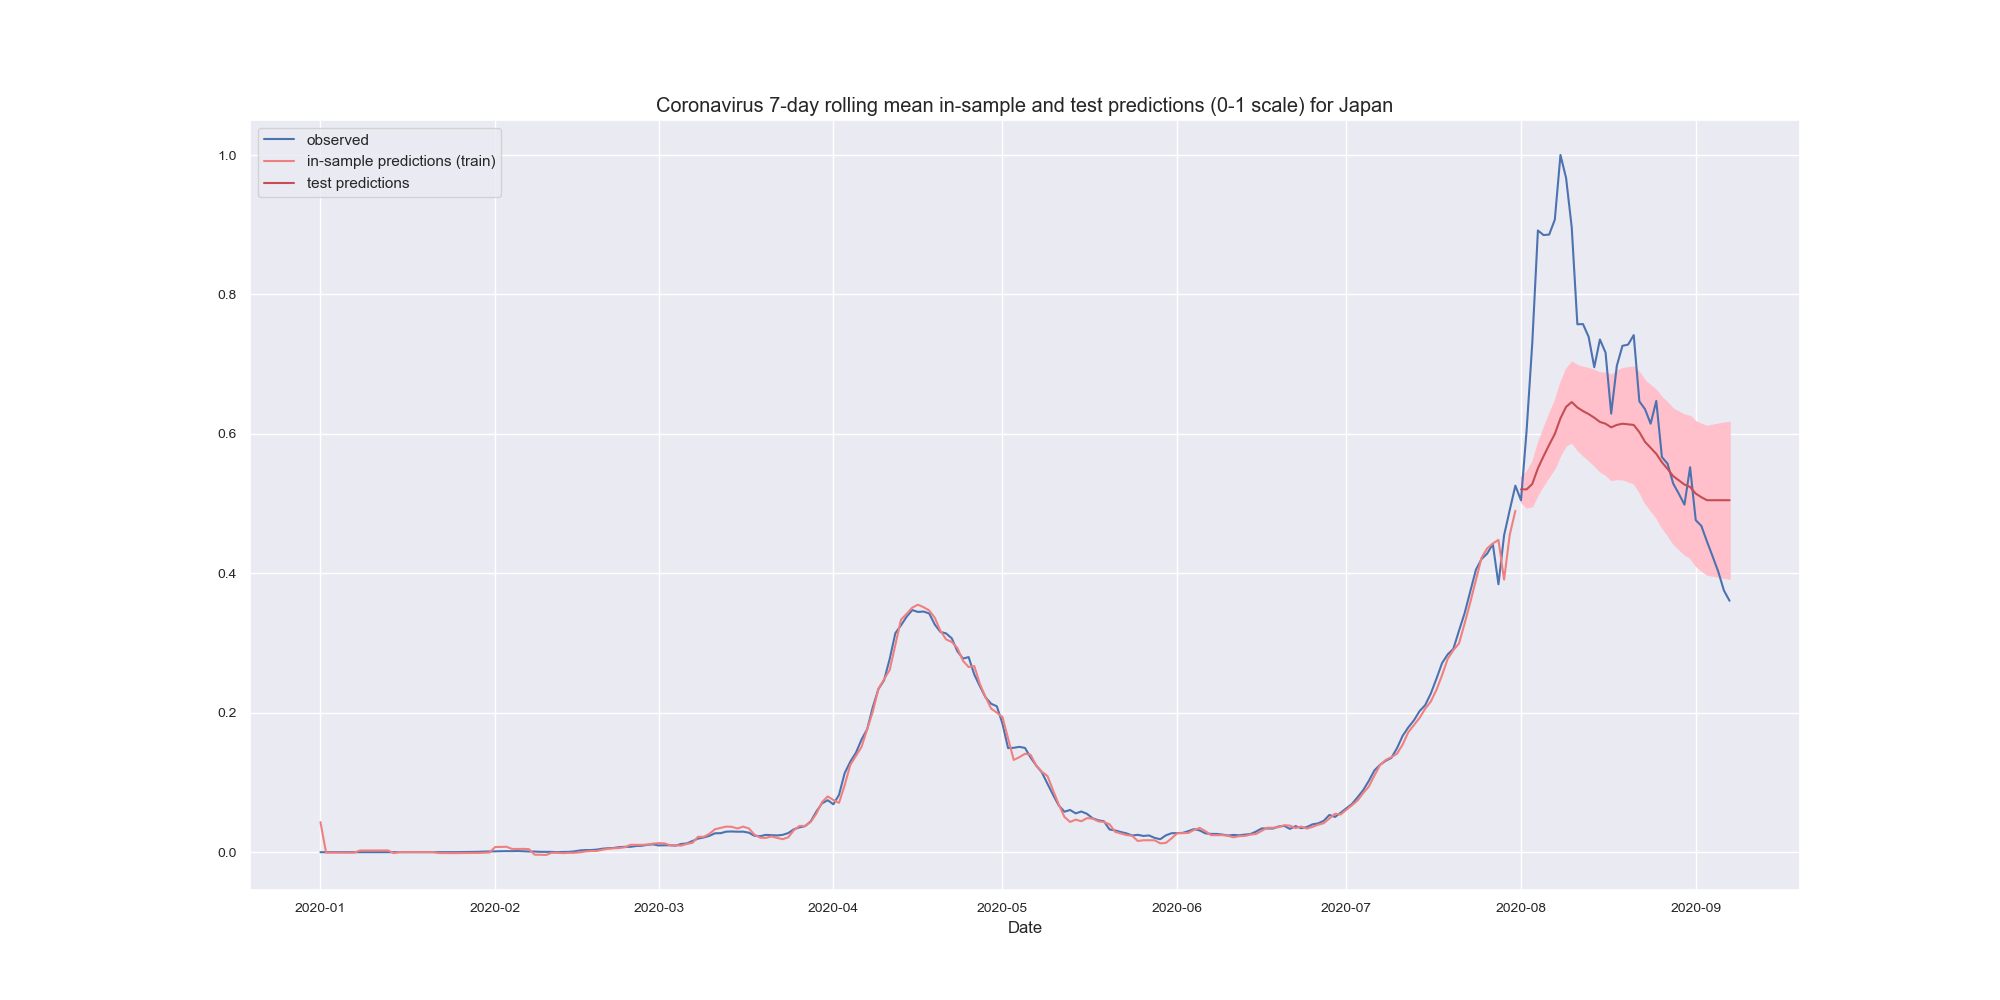 Coronavirus 7-day rolling mean in-sample and test predictions (0-1 scale) for Japan
observed
in-sample predictions (train)
test predictions
1.0
0.8
0.6
0.4
0.2
0.0
2020-01 2020-02 2020-03 2020-04 2020-05 2020-06 2020-07 2020-08 2020-09
Date